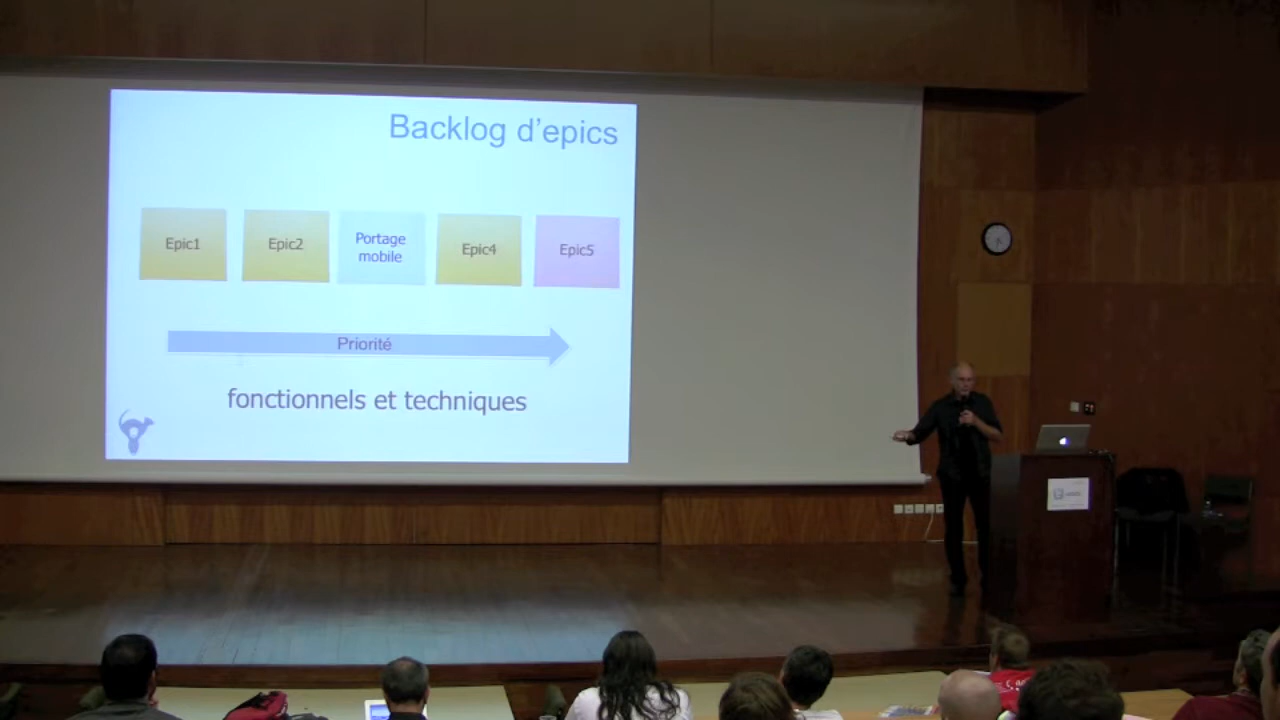 Backlog d'epics
Epic1
Epic2
Portage
mobile
Epic4
Epic5
Priorité
fonctionnels et techniques